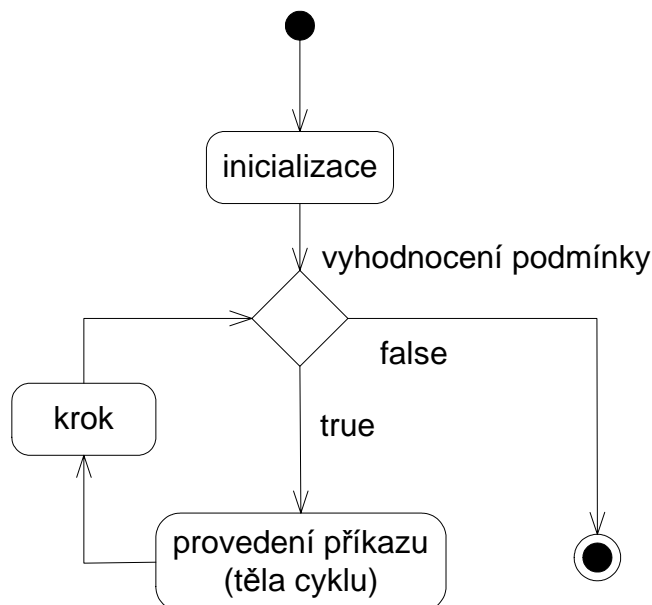 inicializace
vyhodnocení podmínky
false
krok
true
provedení příkazu
(těla cyklu)